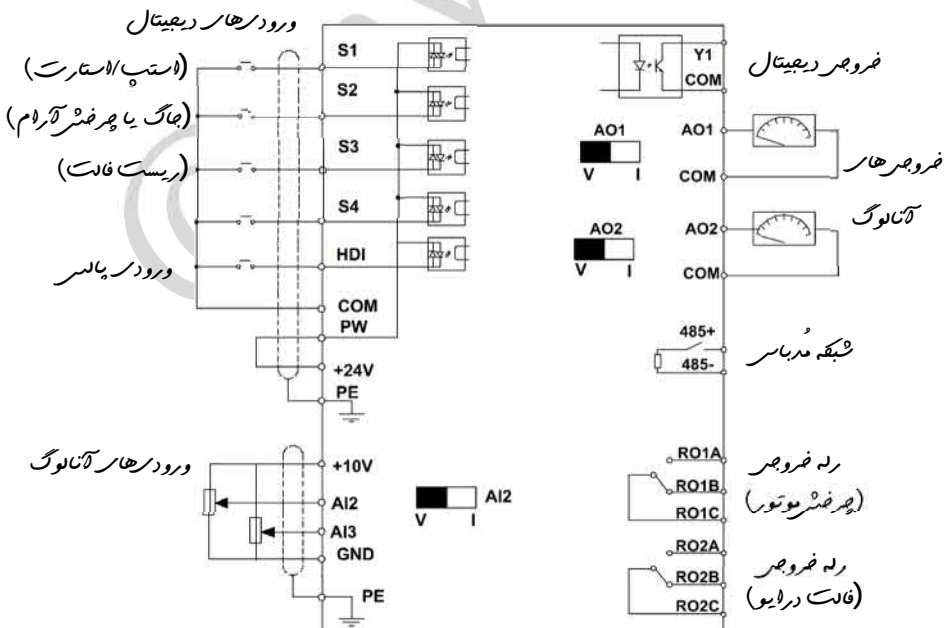 ورودی‌های دیجیتال
(استپ/استارت)
(جاگ یا چرخش آرام)
(ریست فالت)
ورودی پالسی
S1
S2
S3
S4
HDI
COM
PW
+24V
PE
ورودی‌های آنالوگ
+10V
AI2
AI3
GND
PE
AO1
V I
AO2
V I
AI2
V I
Y1
COM
AO1
COM
AO2
COM
485+
485-
RO1A
RO1B
RO1C
RO2A
RO2B
RO2C
خروجی دیجیتال
خروجی‌های
آنالوگ
شبکه مُدباس
رله خروجی
(چرخش موتور)
رله خروجی
(فالت درایو)